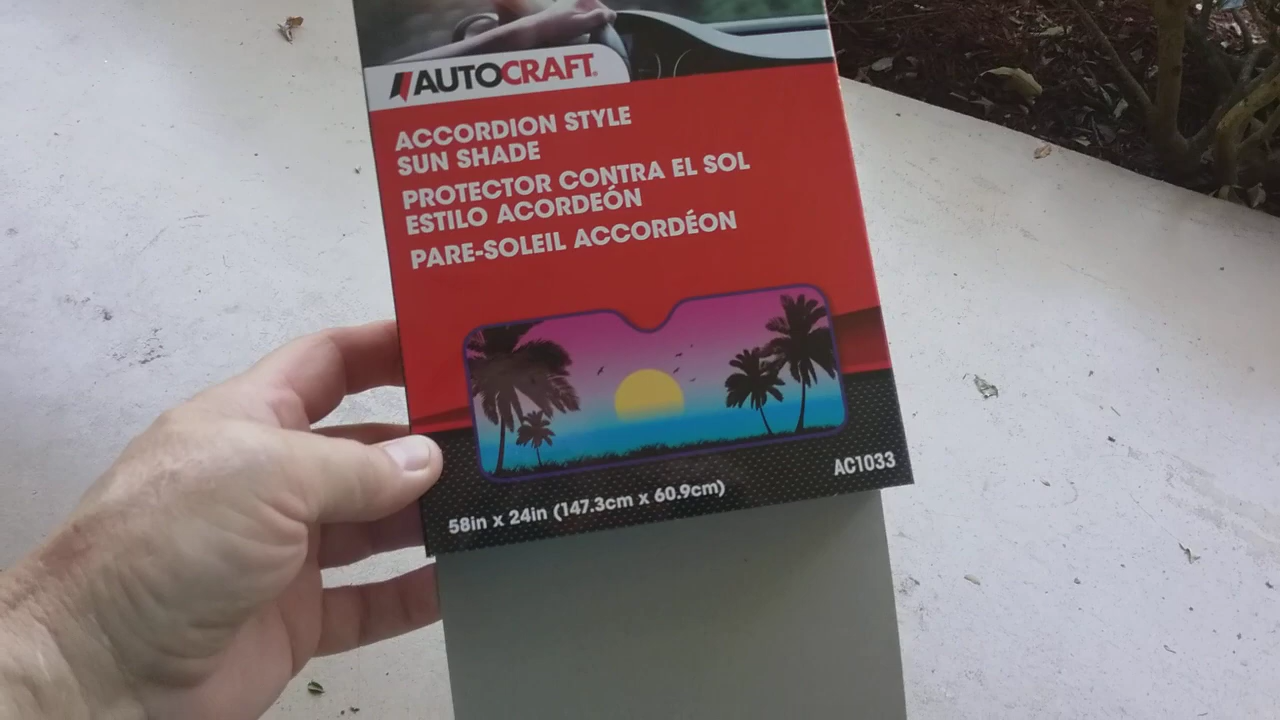 AUTOCRAFT
ACCORDION STYLE
SUN SHADE
PROTECTOR CONTRA EL SOL
ESTILO ACORDEÓN
PARE-SOLEIL ACCORDÉON
AC1033
58in x 24in (147.3cm x 60.9cm)